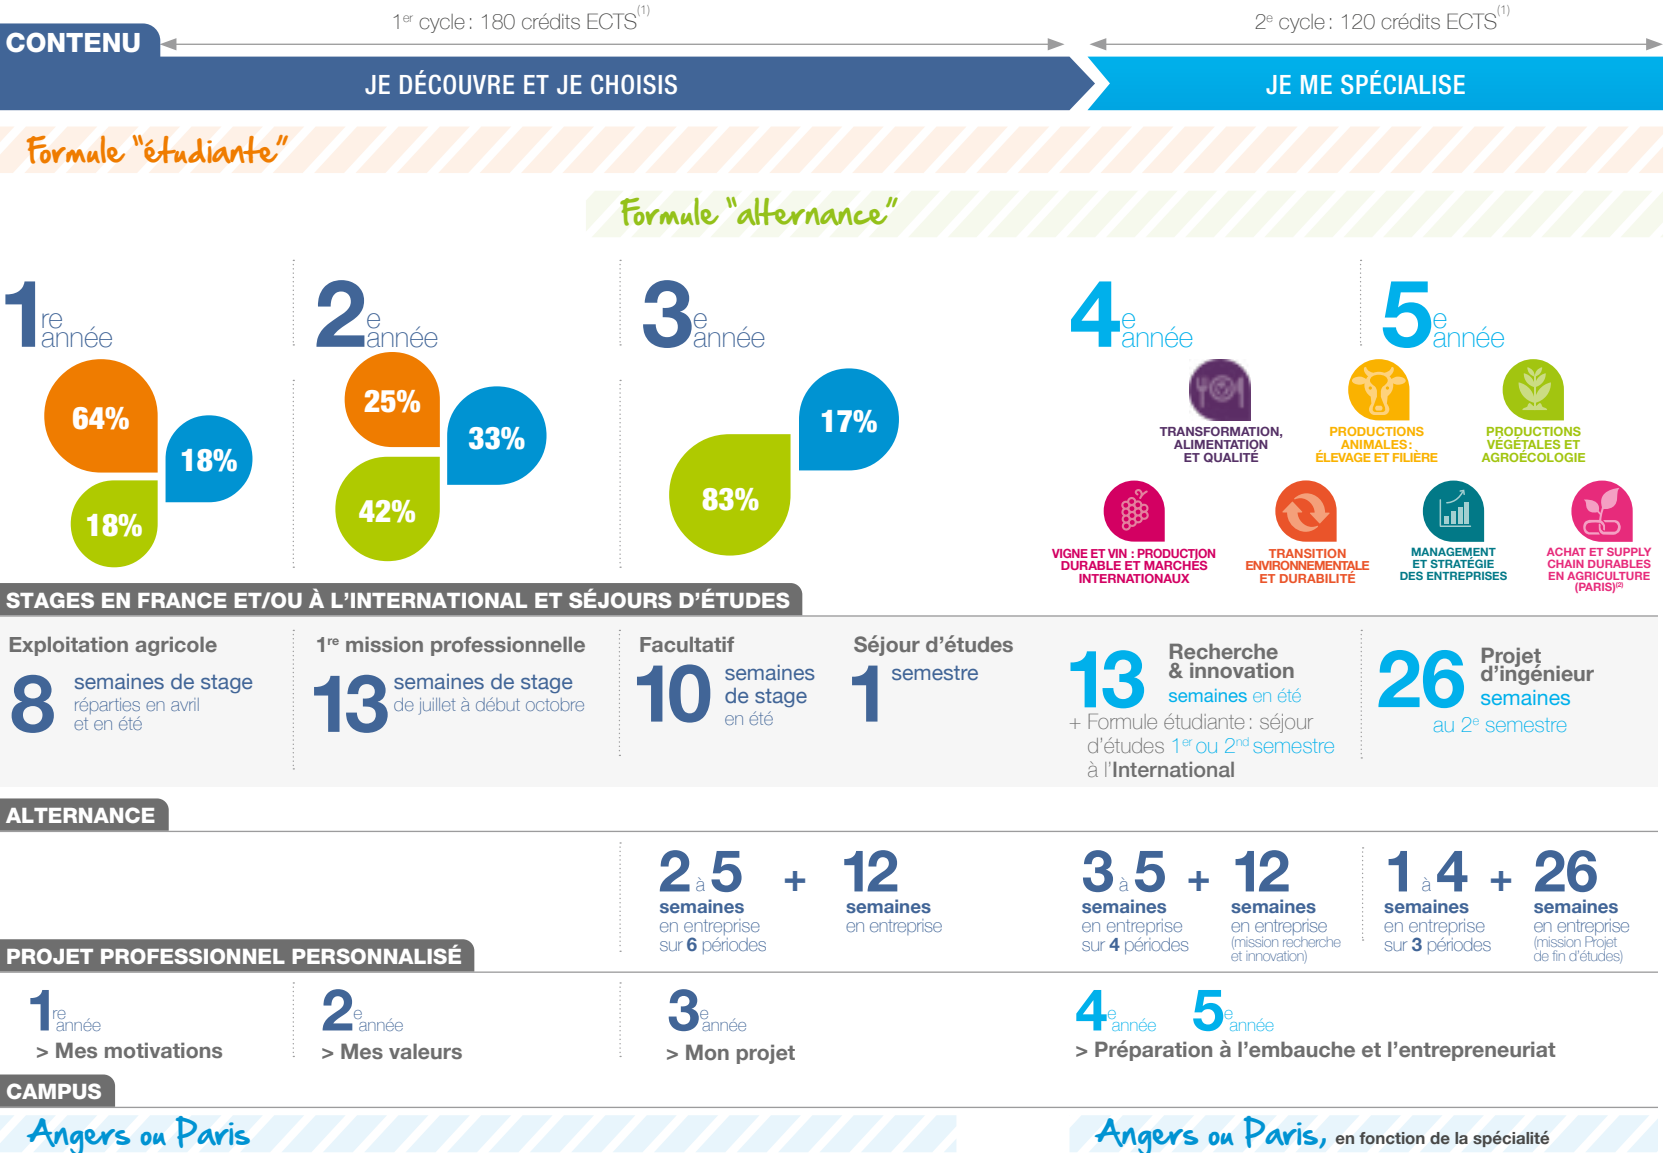 1er cycle : 180 crédits ECTS(1)
2e cycle : 120 crédits ECTS(1)
CONTENU
JE DÉCOUVRE ET JE CHOISIS
JE ME SPÉCIALISE
Formule "étudiante"
Formule "alternance"
1re année
2e année
3e année
4e année
5e année
64%
18%
18%
25%
33%
42%
17%
83%
TRANSFORMATION,
ALIMENTATION
ET QUALITÉ
PRODUCTIONS
ANIMALES :
ÉLEVAGE ET FILIÈRE
PRODUCTIONS
VÉGÉTALES ET
AGROÉCOLOGIE
VIGNE ET VIN : PRODUCTION
DURABLE ET MARCHÉS
INTERNATIONAUX
TRANSITION
ENVIRONNEMENTALE
ET DURABILITÉ
MANAGEMENT
ET STRATÉGIE
DES ENTREPRISES
ACHAT ET SUPPLY
CHAIN DURABLES
EN AGRICULTURE
(PARIS)(2)
STAGES EN FRANCE ET/OU À L'INTERNATIONAL ET SÉJOURS D'ÉTUDES
Exploitation agricole
8 semaines de stage
réparties en avril
et en été
1re mission professionnelle
13 semaines de stage
de juillet à début octobre
Facultatif
10 semaines
de stage
en été
Séjour d'études
1 semestre
13 Recherche
& innovation
semaines en été
+ Formule étudiante : séjour
d'études 1er ou 2nd semestre
à l'International
26 Projet
d'ingénieur
semaines
au 2e semestre
ALTERNANCE
2 à 5
semaines
en entreprise
sur 6 périodes
+
12
semaines
en entreprise
3 à 5
semaines
en entreprise
sur 4 périodes
+
12
semaines
en entreprise
(mission recherche
et innovation)
1 à 4
semaines
en entreprise
sur 3 périodes
+
26
semaines
en entreprise
(mission Projet
de fin d'études)
PROJET PROFESSIONNEL PERSONNALISÉ
1re année
> Mes motivations
2e année
> Mes valeurs
3e année
> Mon projet
4e année 5e année
> Préparation à l'embauche et l'entrepreneuriat
CAMPUS
Angers ou Paris
Angers ou Paris, en fonction de la spécialité